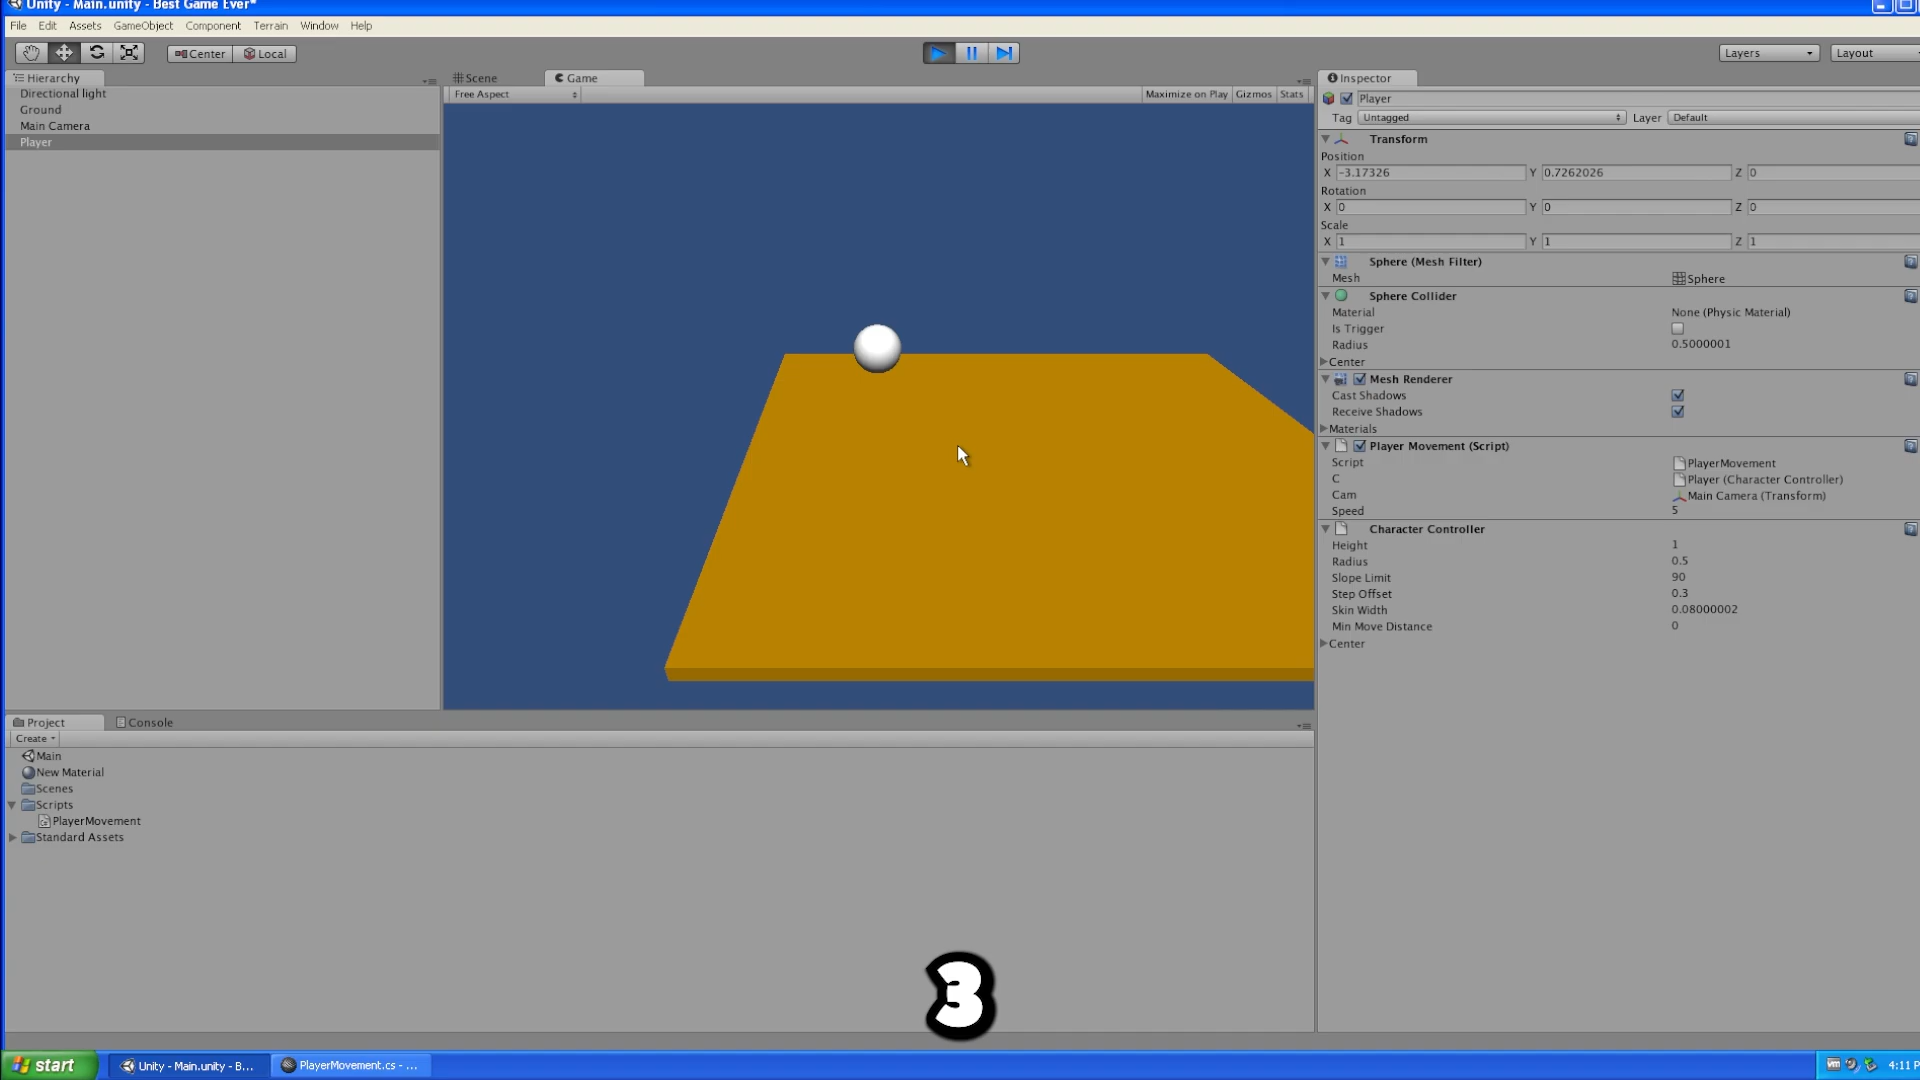 Unity - Main.unity - Best Game Ever*
File Edit Assets GameObject Component Terrain Window Help
Center Local Layers Layout
Hierarchy
Directional light
Ground
Main Camera
Player
Scene Game
Free Aspect Maximize on Play Gizmos Stats
Inspector
Player
Tag Untagged Layer Default
Transform
Position
X -3.17326 Y 0.7262026 Z 0
Rotation
X 0 Y 0 Z 0
Scale
X 1 Y 1 Z 1
Sphere (Mesh Filter)
Mesh Sphere
Sphere Collider
Material None (Physic Material)
Is Trigger
Radius 0.5000001
Center
Mesh Renderer
Cast Shadows
Receive Shadows
Materials
Player Movement (Script)
Script PlayerMovement
C Player (Character Controller)
Cam Main Camera (Transform)
Speed 5
Character Controller
Height 1
Radius 0.5
Slope Limit 90
Step Offset 0.3
Skin Width 0.08000002
Min Move Distance 0
Center
Project Console
Create
Main
New Material
Scenes
Scripts
PlayerMovement
Standard Assets
3
start Unity - Main.unity - B... PlayerMovement.cs - ... 4:11 P